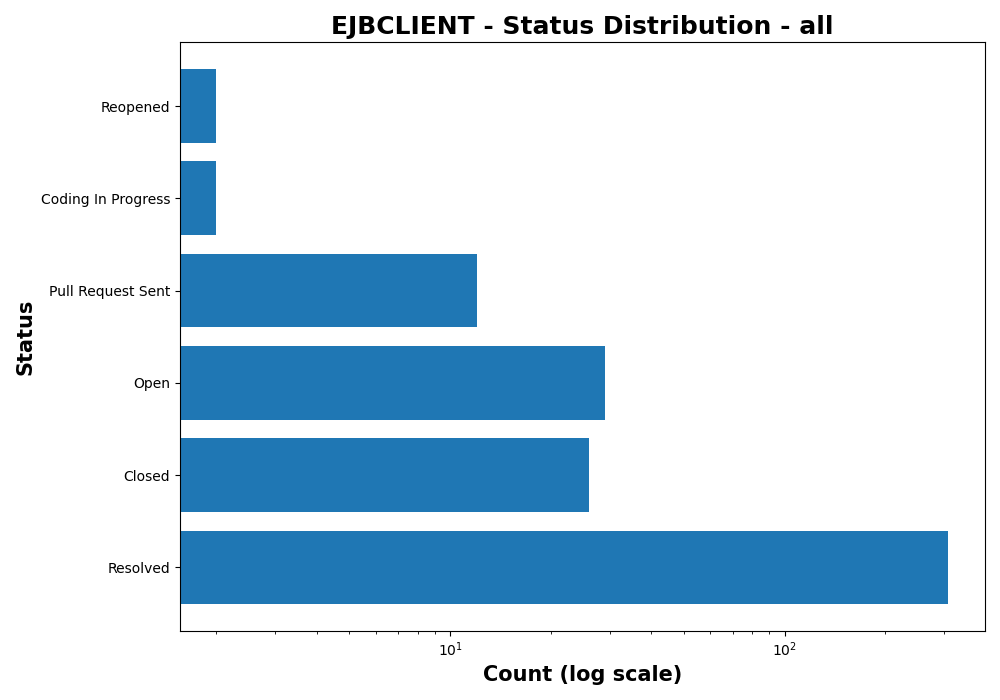 EJBCLIENT - Status Distribution - all
Reopened
Coding In Progress
Pull Request Sent
Open
Closed
Resolved
Status
10¹
10²
Count (log scale)